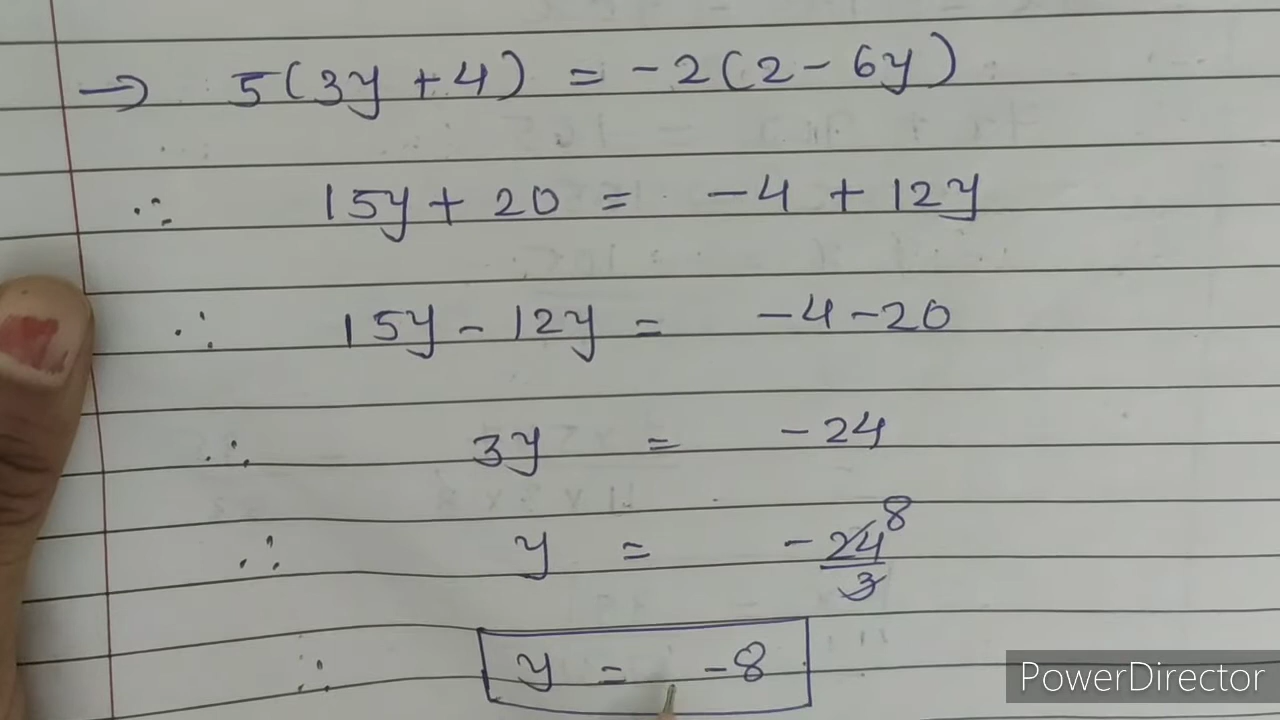 → 5(3y + 4) = -2(2 - 6y)
∴ 15y + 20 = -4 + 12y
∴ 15y - 12y = -4 - 20
∴ 3y = -24
∴ y = -24/3 8
∴ y = -8
PowerDirector